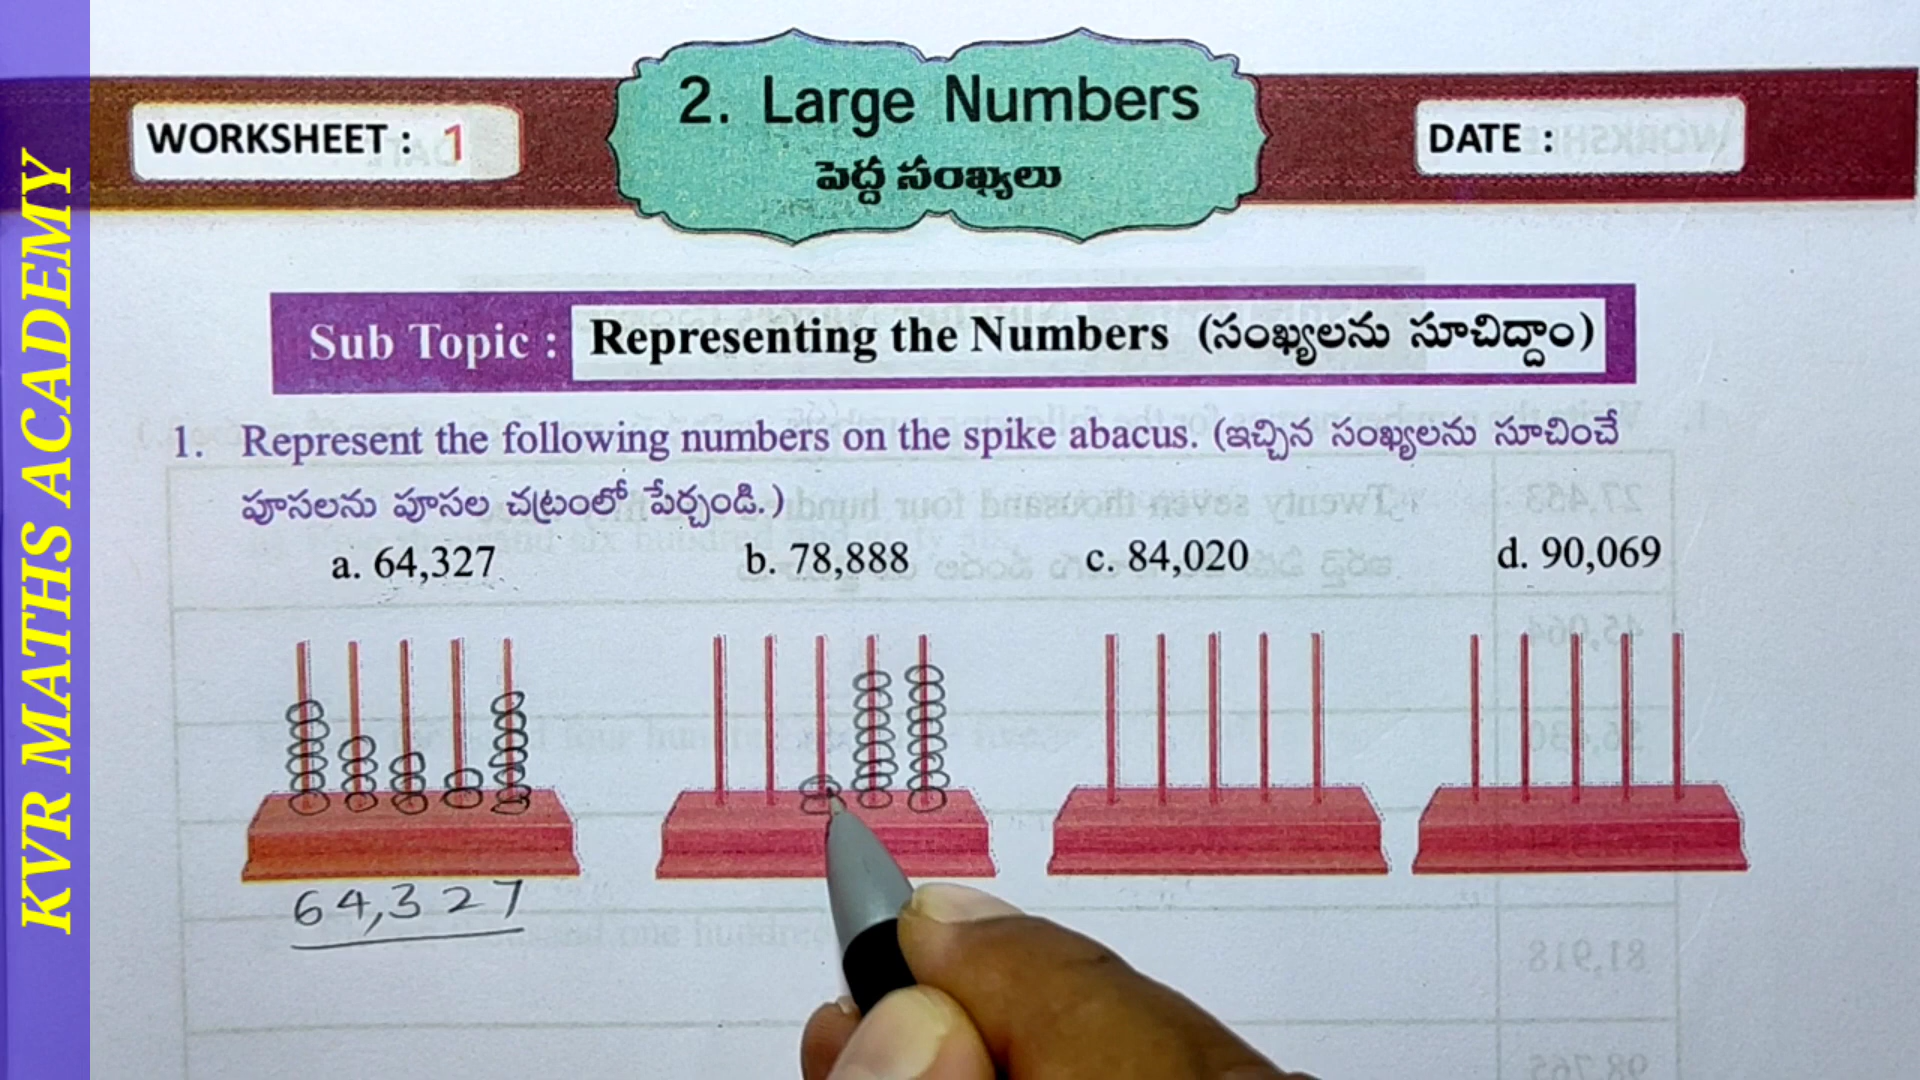 KVR MATHS ACADEMY
WORKSHEET : 1
2. Large Numbers
పెద్ద సంఖ్యలు
DATE :
Sub Topic : Representing the Numbers (సంఖ్యలను సూచిద్దాం)
1. Represent the following numbers on the spike abacus. (ఇచ్చిన సంఖ్యలను సూచించే
పూసలను పూసల చట్రంలో పేర్చండి.)
a. 64,327 b. 78,888 c. 84,020 d. 90,069
64,327